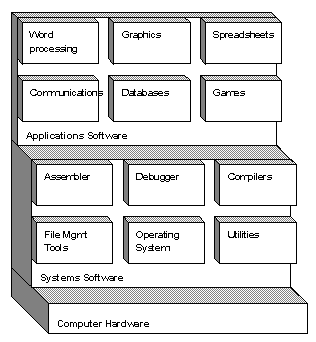 Word
processing
Graphics
Spreadsheets
Communications
Databases
Games
Applications Software
Assembler
Debugger
Compilers
File Mgmt
Tools
Operating
System
Utilities
Systems Software
Computer Hardware